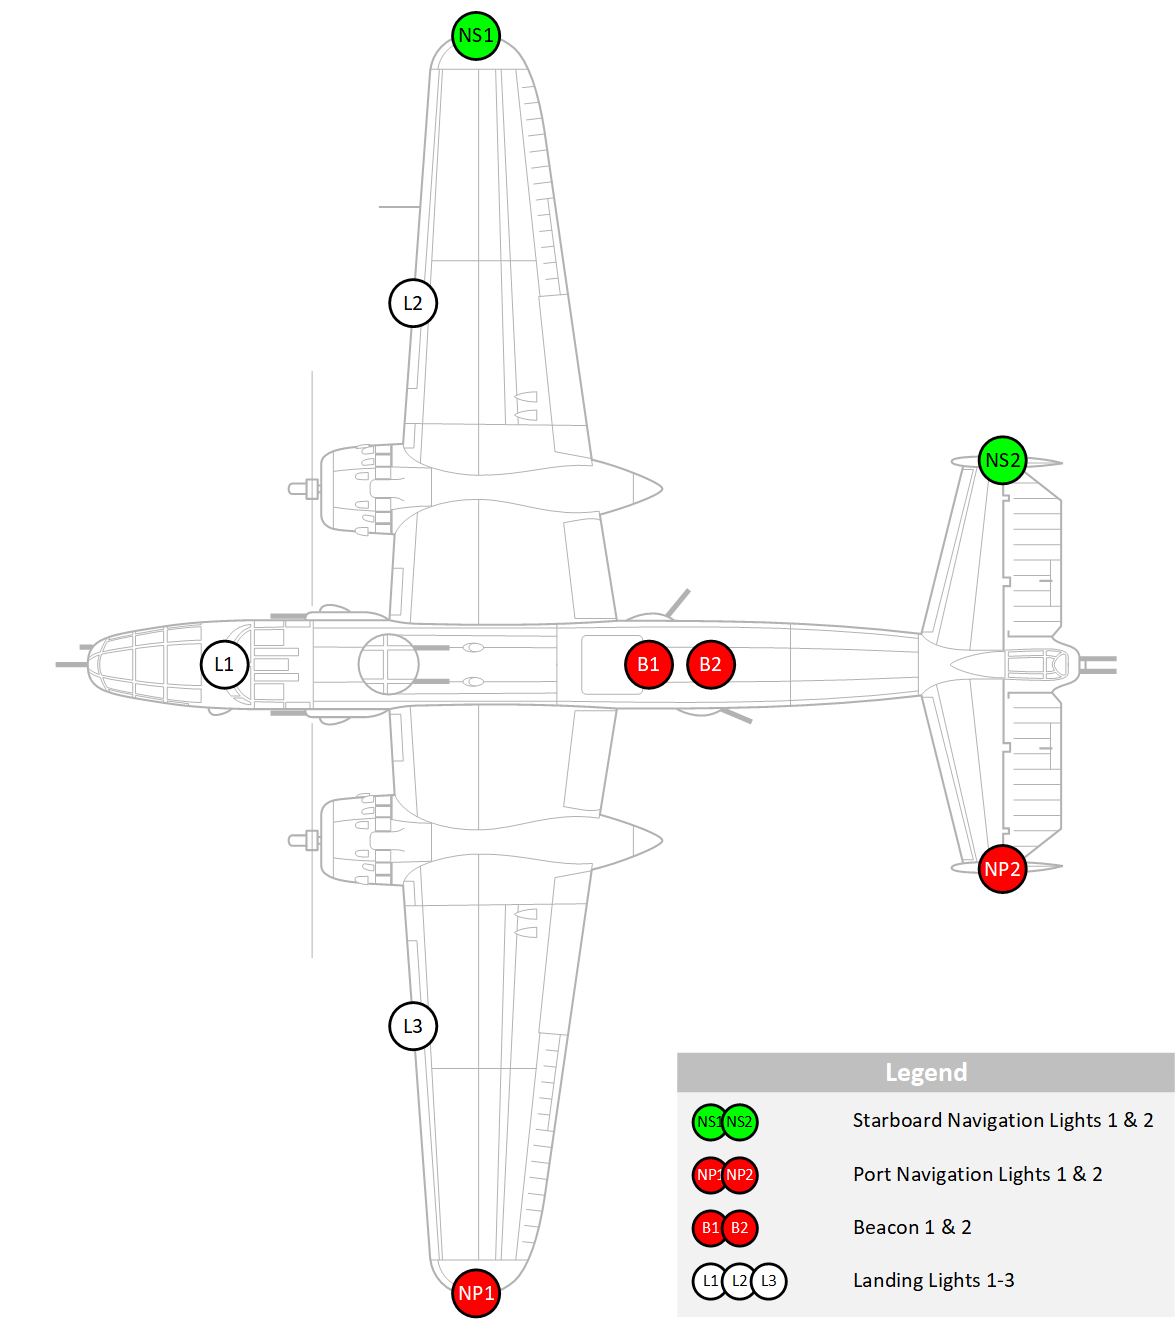 NS1
L2
NS2
L1
B1 B2
NP2
L3
NP1
Legend
NS1 NS2 Starboard Navigation Lights 1 & 2
NP1 NP2 Port Navigation Lights 1 & 2
B1 B2 Beacon 1 & 2
L1 L2 L3 Landing Lights 1-3